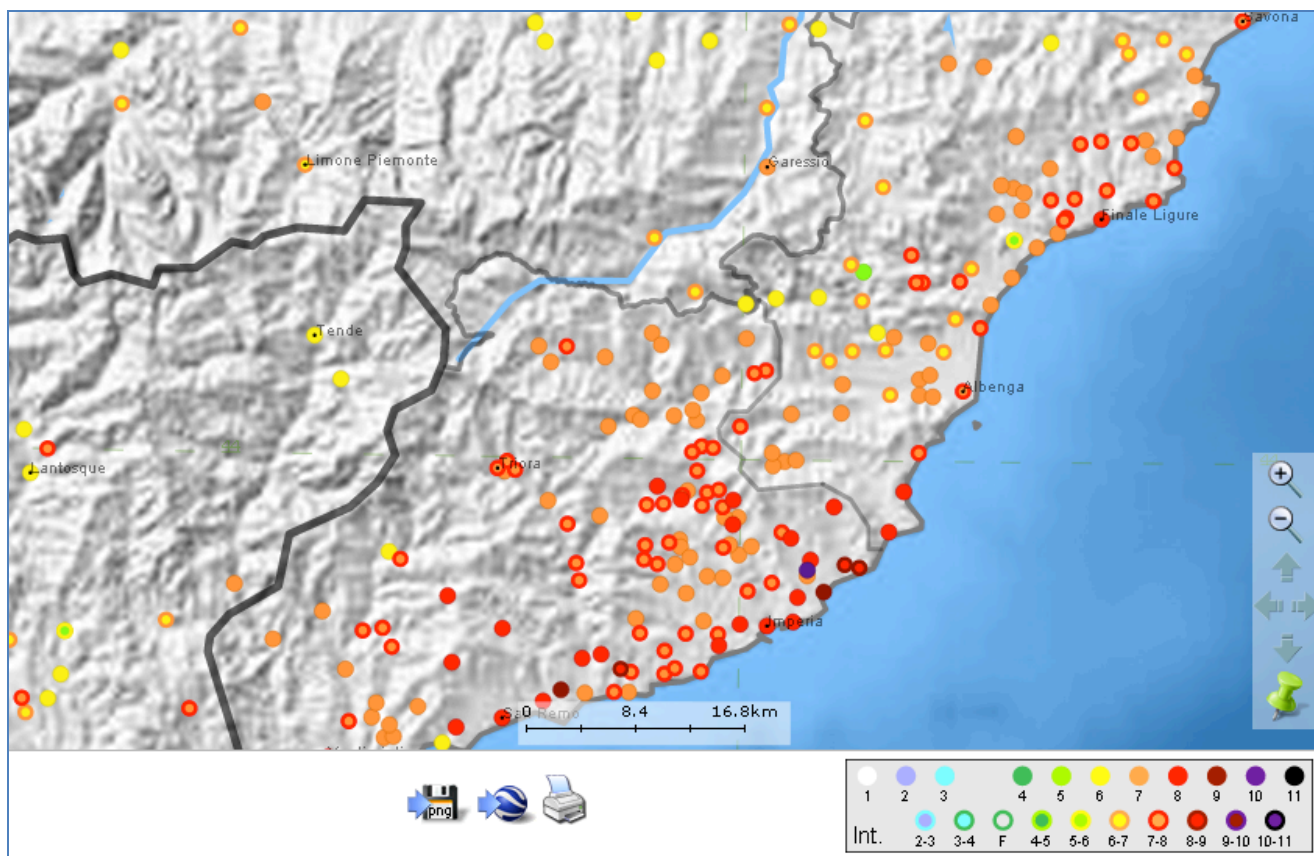 Savona
Limone Piemonte
Garessio
Finale Ligure
Tende
Albenga
Lantosque
Triora
Imperia
San Remo
0 8.4 16.8km
png
1 2 3 4 5 6 7 8 9 10 11
Int. 2-3 3-4 F 4-5 5-6 6-7 7-8 8-9 9-10 10-11